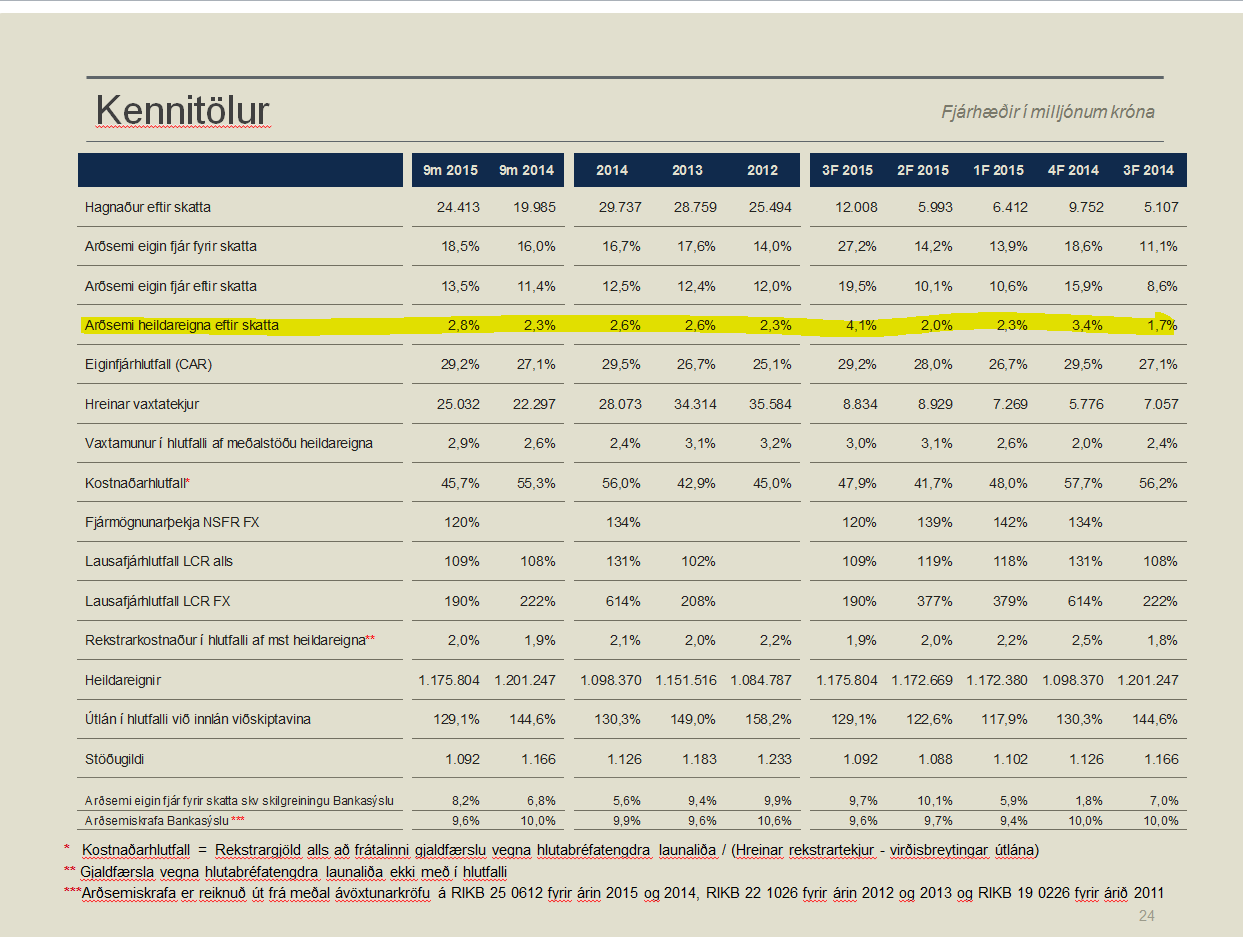 Kennitölur
Fjárhæðir í milljónum króna
9m 2015 9m 2014 2014 2013 2012 3F 2015 2F 2015 1F 2015 4F 2014 3F 2014
Hagnaður eftir skatta 24.413 19.985 29.737 28.759 25.494 12.008 5.993 6.412 9.752 5.107
Arðsemi eigin fjár fyrir skatta 18,5% 16,0% 16,7% 17,6% 14,0% 27,2% 14,2% 13,9% 18,6% 11,1%
Arðsemi eigin fjár eftir skatta 13,5% 11,4% 12,5% 12,4% 12,0% 19,5% 10,1% 10,6% 15,9% 8,6%
Arðsemi heildareigna eftir skatta 2,8% 2,3% 2,6% 2,6% 2,3% 4,1% 2,0% 2,3% 3,4% 1,7%
Eiginfjárhlutfall (CAR) 29,2% 27,1% 29,5% 26,7% 25,1% 29,2% 28,0% 26,7% 29,5% 27,1%
Hreinar vaxtatekjur 25.032 22.297 28.073 34.314 35.584 8.834 8.929 7.269 5.776 7.057
Vaxtamunur í hlutfalli af meðalstöðu heildareigna 2,9% 2,6% 2,4% 3,1% 3,2% 3,0% 3,1% 2,6% 2,0% 2,4%
Kostnaðarhlutfall* 45,7% 55,3% 56,0% 42,9% 45,0% 47,9% 41,7% 48,0% 57,7% 56,2%
Fjármögnunarþekja NSFR FX 120% 134% 120% 139% 142% 134%
Lausafjárhlutfall LCR alls 109% 108% 131% 102% 109% 119% 118% 131% 108%
Lausafjárhlutfall LCR FX 190% 222% 614% 208% 190% 377% 379% 614% 222%
Rekstrarkostnaður í hlutfalli af mst heildareigna** 2,0% 1,9% 2,1% 2,0% 2,2% 1,9% 2,0% 2,2% 2,5% 1,8%
Heildareignir 1.175.804 1.201.247 1.098.370 1.151.516 1.084.787 1.175.804 1.172.669 1.172.380 1.098.370 1.201.247
Útlán í hlutfalli við innlán viðskiptavina 129,1% 144,6% 130,3% 149,0% 158,2% 129,1% 122,6% 117,9% 130,3% 144,6%
Stöðugildi 1.092 1.166 1.126 1.183 1.233 1.092 1.088 1.102 1.126 1.166
Arðsemi eigin fjár fyrir skatta skv skilgreiningu Bankasýslu 8,2% 6,8% 5,6% 9,4% 9,9% 9,7% 10,1% 5,9% 1,8% 7,0%
Arðsemiskrafa Bankasýslu *** 9,6% 10,0% 9,9% 9,6% 10,6% 9,6% 9,7% 9,4% 10,0% 10,0%
* Kostnaðarhlutfall = Rekstrargjöld alls að frátalinni gjaldfærslu vegna hlutabréfatengdra launaliða / (Hreinar rekstrartekjur - virðisbreytingar útlána)
** Gjaldfærsla vegna hlutabréfatengdra launaliða ekki með í hlutfalli
***Arðsemiskrafa er reiknuð út frá meðal ávöxtunarkröfu á RIKB 25 0612 fyrir árin 2015 og 2014, RIKB 22 1026 fyrir árin 2012 og 2013 og RIKB 19 0226 fyrir árið 2011
24